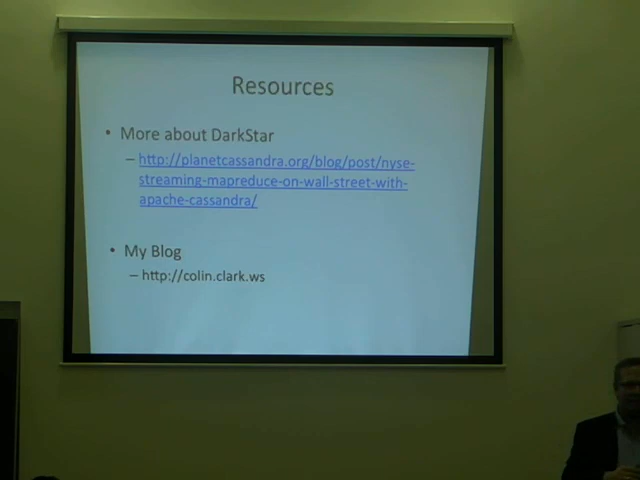 Resources
• More about DarkStar
– http://planetcassandra.org/blog/post/nyse-
streaming-mapreduce-on-wall-street-with-
apache-cassandra/
• My Blog
– http://colin.clark.ws